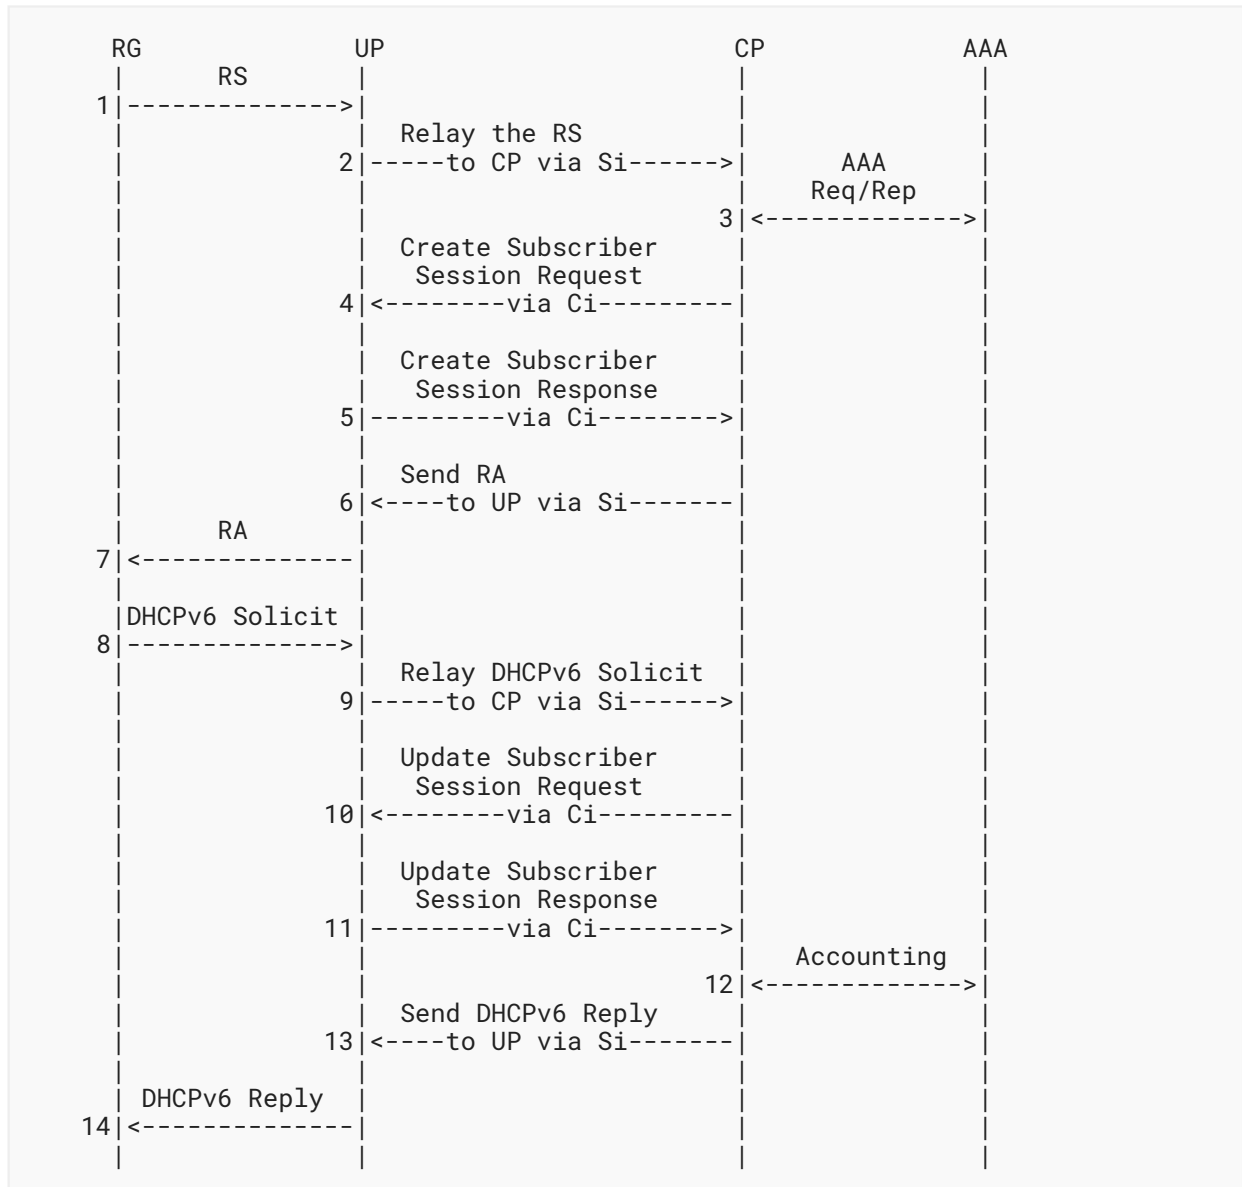 RG UP CP AAA
RS
1|-------------->|
Relay the RS
2|-----to CP via Si------>| AAA
Req/Rep
3|<------------->|
Create Subscriber
Session Request
4|<--------via Ci---------|
Create Subscriber
Session Response
5|---------via Ci-------->|
Send RA
6|<----to UP via Si-------|
RA
7|<--------------|
DHCPv6 Solicit
8|-------------->|
Relay DHCPv6 Solicit
9|-----to CP via Si------>|
Update Subscriber
Session Request
10|<--------via Ci---------|
Update Subscriber
Session Response
11|---------via Ci-------->|
Accounting
12|<------------->|
Send DHCPv6 Reply
13|<----to UP via Si-------|
DHCPv6 Reply
14|<--------------|